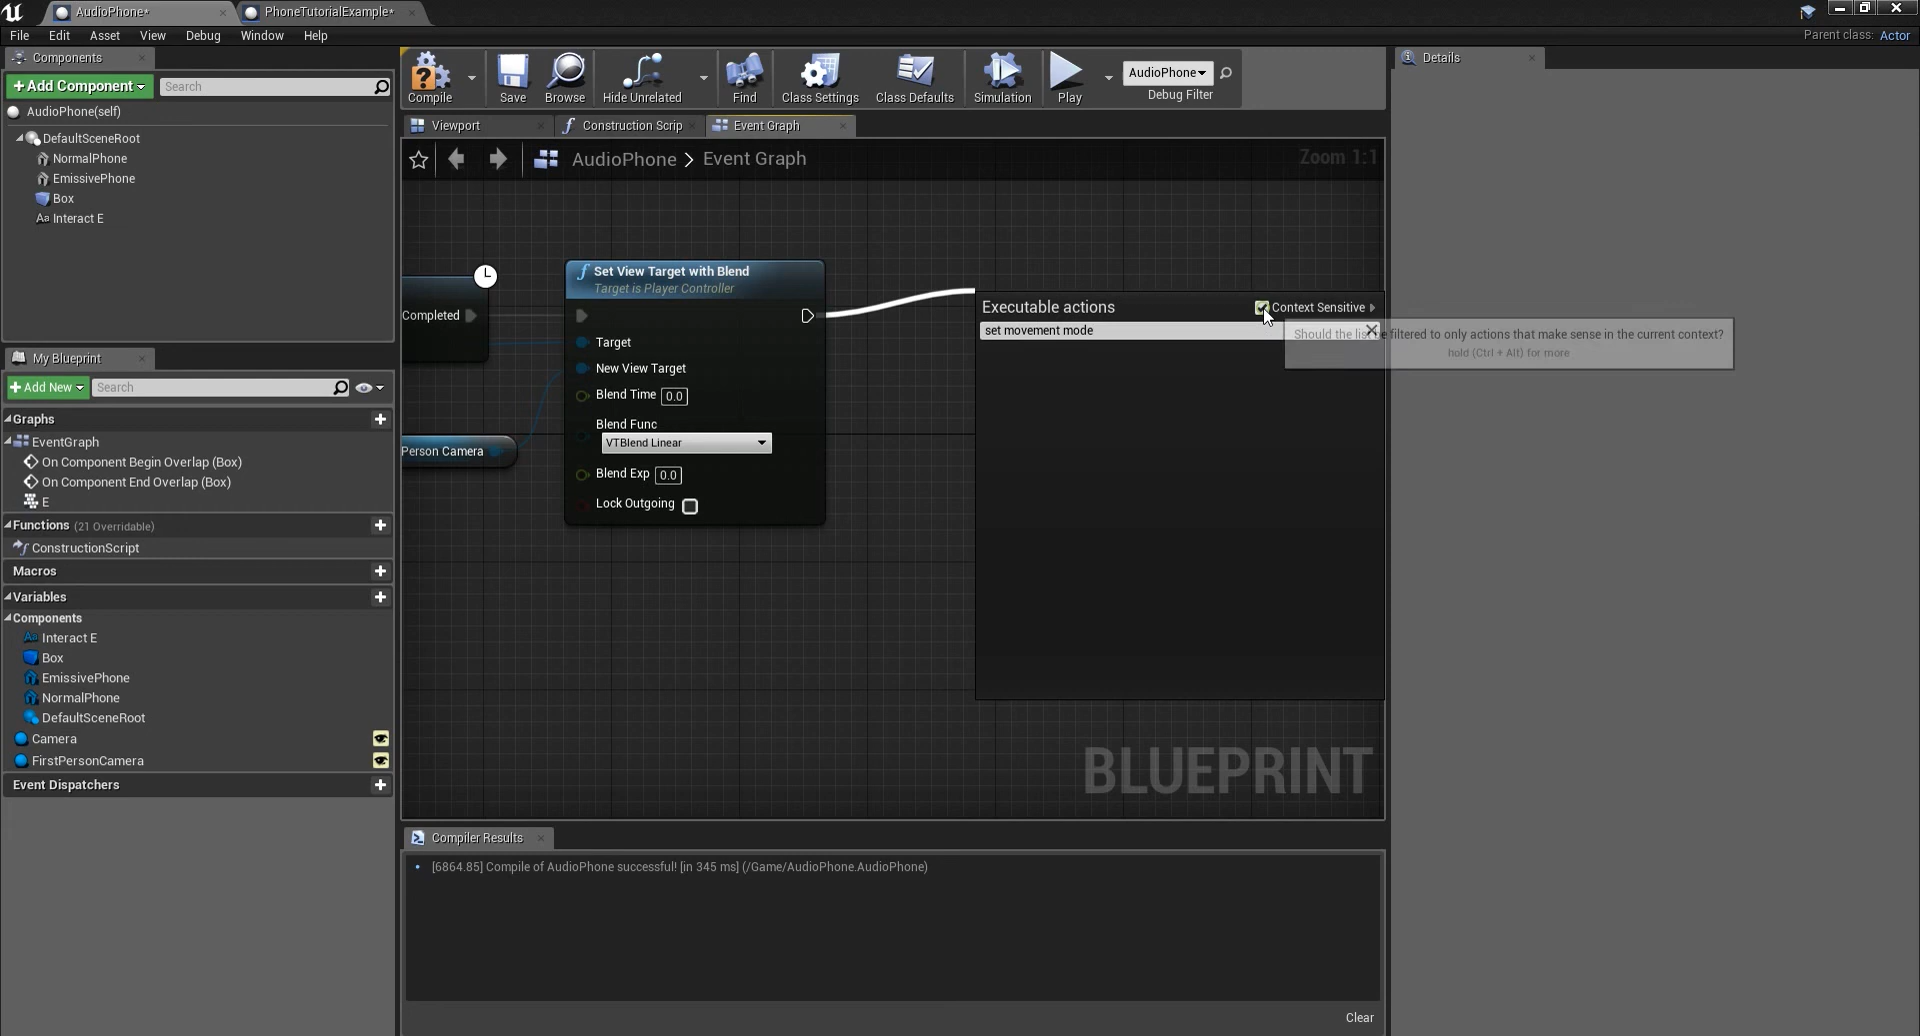 AudioPhone*
PhoneTutorialExample*
File Edit Asset View Debug Window Help
Parent class: Actor
Components
+Add Component
Search
AudioPhone(self)
DefaultSceneRoot
NormalPhone
EmissivePhone
Box
Aa Interact E
My Blueprint
+Add New
Search
Graphs
EventGraph
On Component Begin Overlap (Box)
On Component End Overlap (Box)
E
Functions (21 Overridable)
ConstructionScript
Macros
Variables
Components
Aa Interact E
Box
EmissivePhone
NormalPhone
DefaultSceneRoot
Camera
FirstPersonCamera
Event Dispatchers
Compile
Save
Browse
Hide Unrelated
Find
Class Settings
Class Defaults
Simulation
Play
AudioPhone
Debug Filter
Viewport
Construction Scrip
Event Graph
AudioPhone > Event Graph
Zoom 1:1
Completed
Person Camera
f Set View Target with Blend
Target is Player Controller
Target
New View Target
Blend Time 0.0
Blend Func
VTBlend Linear
Blend Exp 0.0
Lock Outgoing
Executable actions
Context Sensitive
set movement mode
Should the list be filtered to only actions that make sense in the current context?
hold (Ctrl + Alt) for more
BLUEPRINT
Compiler Results
[6864.85] Compile of AudioPhone successful! [in 345 ms] (/Game/AudioPhone.AudioPhone)
Clear
Details